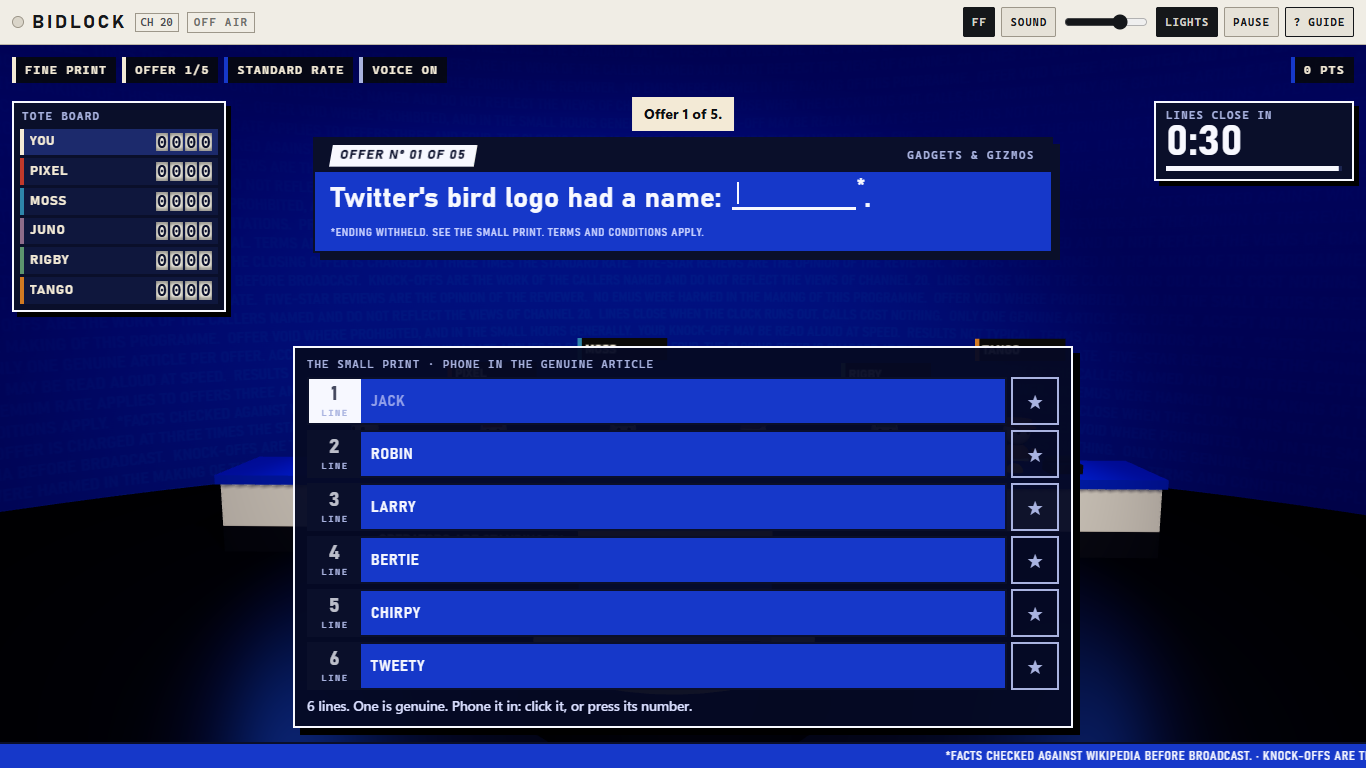 BIDLOCK CH 20 OFF AIR FF SOUND LIGHTS PAUSE ? GUIDE
FINE PRINT OFFER 1/5 STANDARD RATE VOICE ON 0 PTS
TOTE BOARD
YOU 0000
PIXEL 0000
MOSS 0000
JUNO 0000
RIGBY 0000
TANGO 0000
Offer 1 of 5.
LINES CLOSE IN
0:30
OFFER Nº 01 OF 05 GADGETS & GIZMOS
Twitter's bird logo had a name: ________* .
*ENDING WITHHELD. SEE THE SMALL PRINT. TERMS AND CONDITIONS APPLY.
THE SMALL PRINT · PHONE IN THE GENUINE ARTICLE
1 LINE JACK ★
2 LINE ROBIN ★
3 LINE LARRY ★
4 LINE BERTIE ★
5 LINE CHIRPY ★
6 LINE TWEETY ★
6 lines. One is genuine. Phone it in: click it, or press its number.
*FACTS CHECKED AGAINST WIKIPEDIA BEFORE BROADCAST. · KNOCK-OFFS ARE